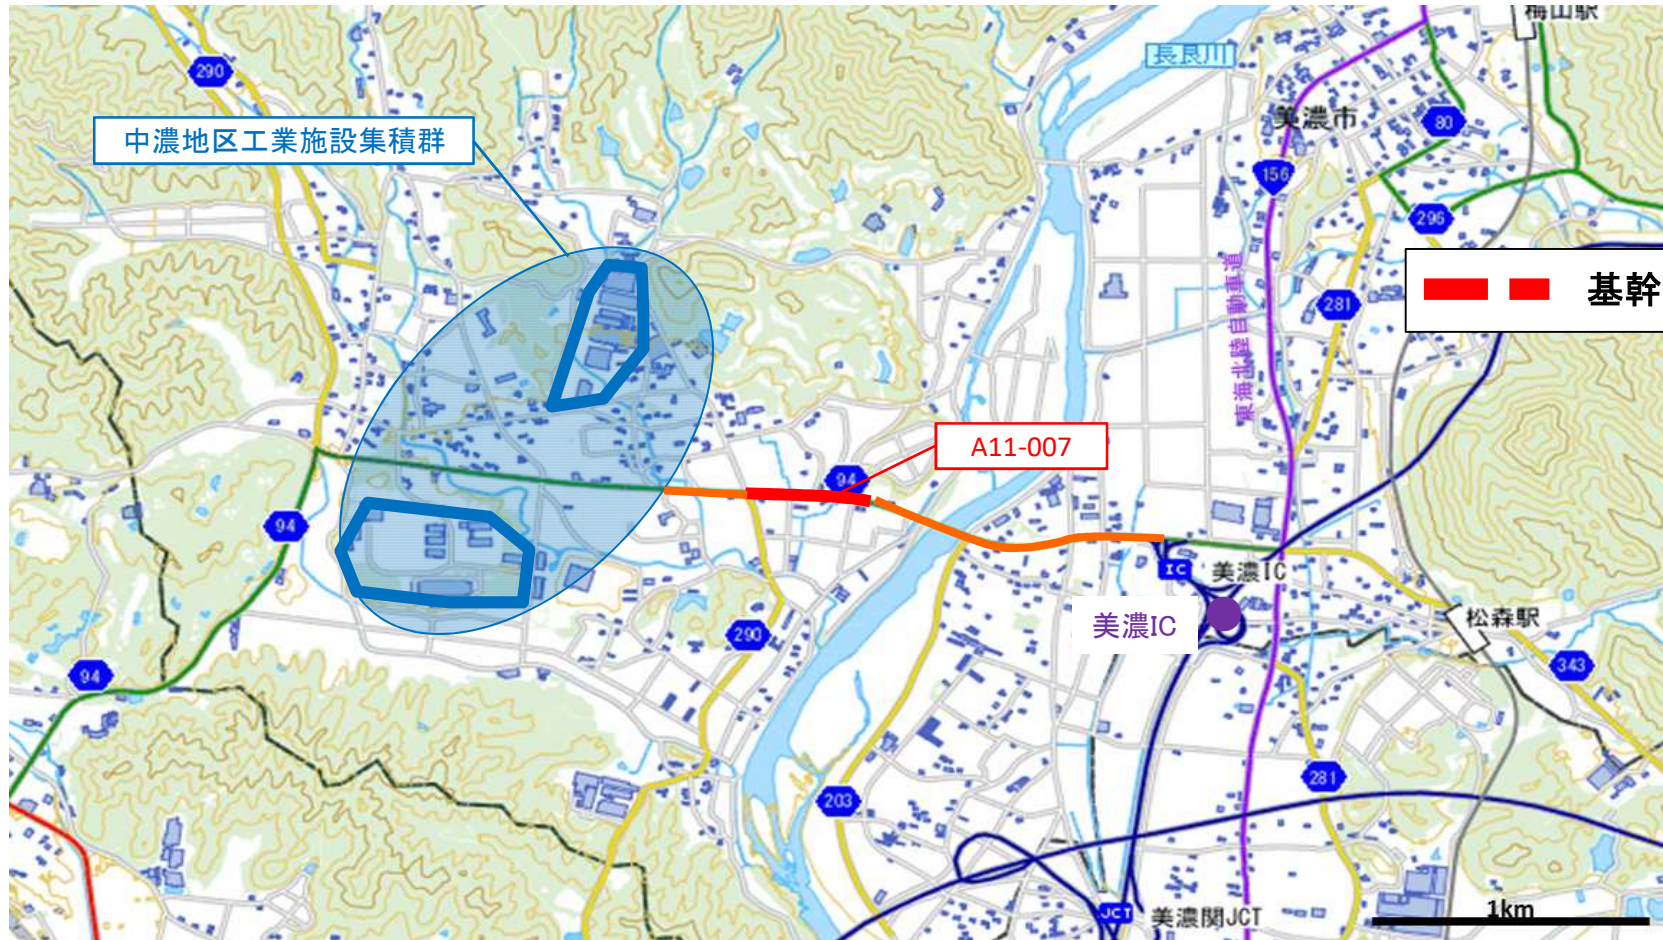 梅山駅
長良川
290
中濃地区工業施設集積群
美濃市
80
156
296
基幹
281
東海北陸自動車道
A11-007
94
94
IC
美濃IC
美濃IC
松森駅
290
343
94
281
203
JCT
美濃関JCT
1km